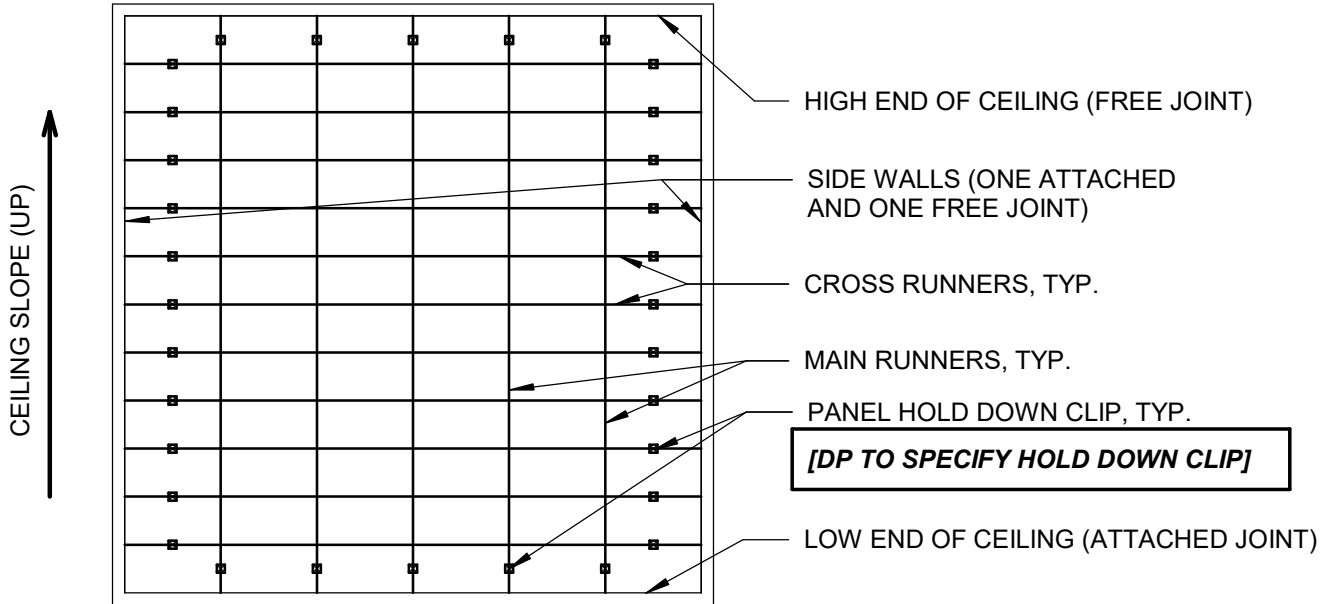 CEILING SLOPE (UP)
HIGH END OF CEILING (FREE JOINT)
SIDE WALLS (ONE ATTACHED
AND ONE FREE JOINT)
CROSS RUNNERS, TYP.
MAIN RUNNERS, TYP.
PANEL HOLD DOWN CLIP, TYP.
[DP TO SPECIFY HOLD DOWN CLIP]
LOW END OF CEILING (ATTACHED JOINT)